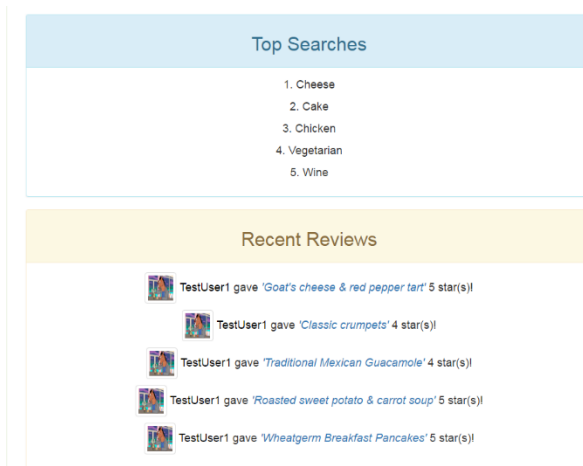 Top Searches
1. Cheese
2. Cake
3. Chicken
4. Vegetarian
5. Wine
Recent Reviews
TestUser1 gave 'Goat's cheese & red pepper tart' 5 star(s)!
TestUser1 gave 'Classic crumpets' 4 star(s)!
TestUser1 gave 'Traditional Mexican Guacamole' 4 star(s)!
TestUser1 gave 'Roasted sweet potato & carrot soup' 5 star(s)!
TestUser1 gave 'Wheatgerm Breakfast Pancakes' 5 star(s)!